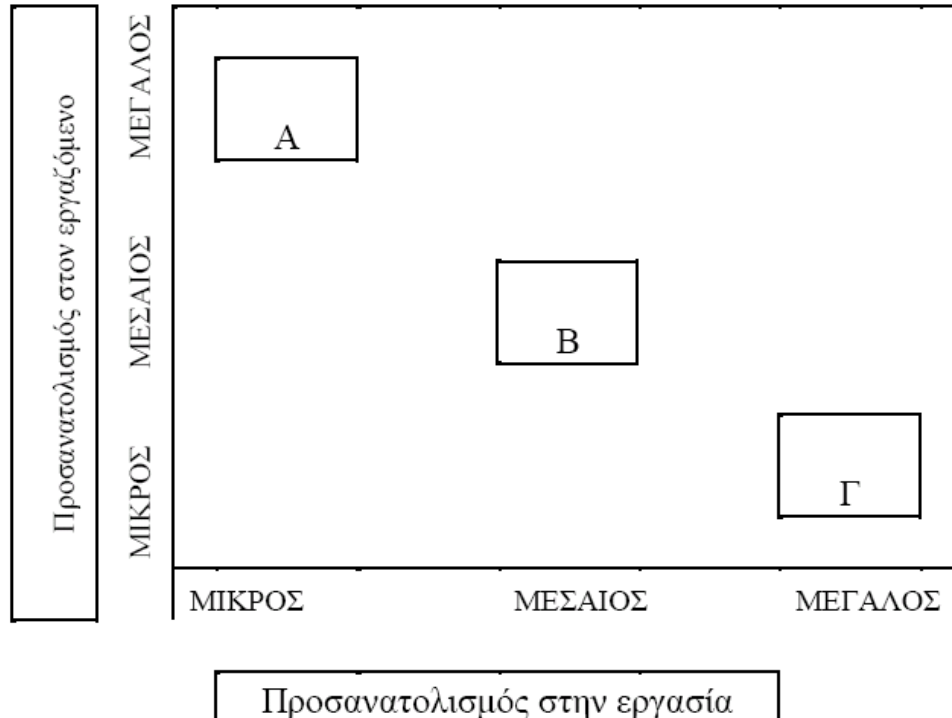 Προσανατολισμός στον εργαζόμενο
ΜΕΓΑΛΟΣ
ΜΕΣΑΙΟΣ
ΜΙΚΡΟΣ
Α
Β
Γ
ΜΙΚΡΟΣ ΜΕΣΑΙΟΣ ΜΕΓΑΛΟΣ
Προσανατολισμός στην εργασία